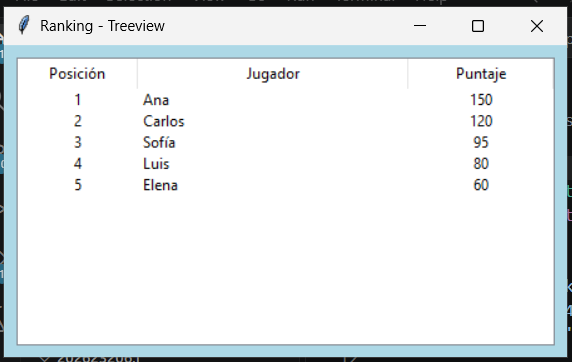 Ranking - Treeview
Posición Jugador Puntaje
1 Ana 150
2 Carlos 120
3 Sofía 95
4 Luis 80
5 Elena 60